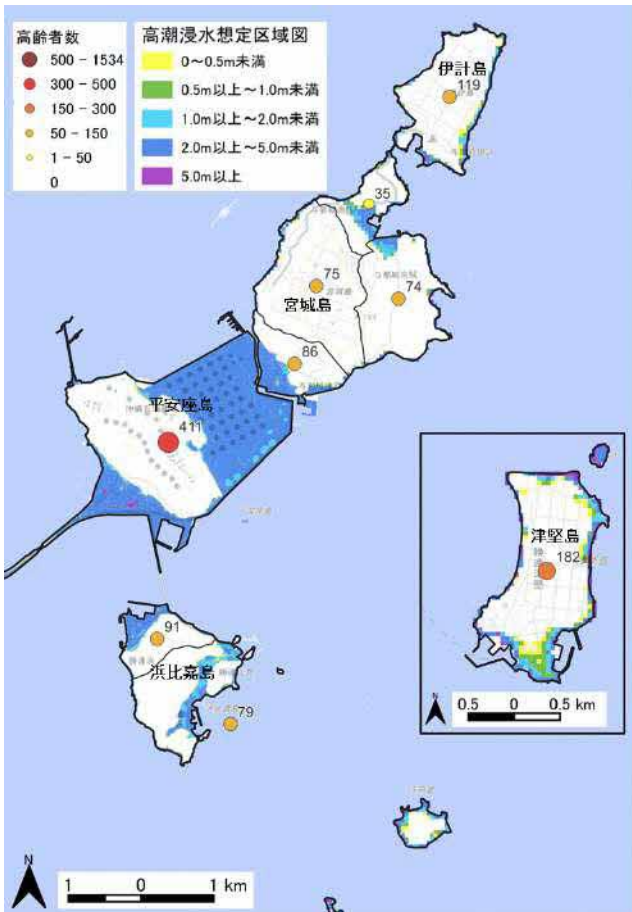 高齢者数
500 - 1534
300 - 500
150 - 300
50 - 150
1 - 50
0
高潮浸水想定区域図
0～0.5m未満
0.5m以上～1.0m未満
1.0m以上～2.0m未満
2.0m以上～5.0m未満
5.0m以上
伊計島
119
35
75
74
宮城島
86
平安座島
411
津堅島
182
91
浜比嘉島
79
N
0.5 0 0.5 km
N
1 0 1 km